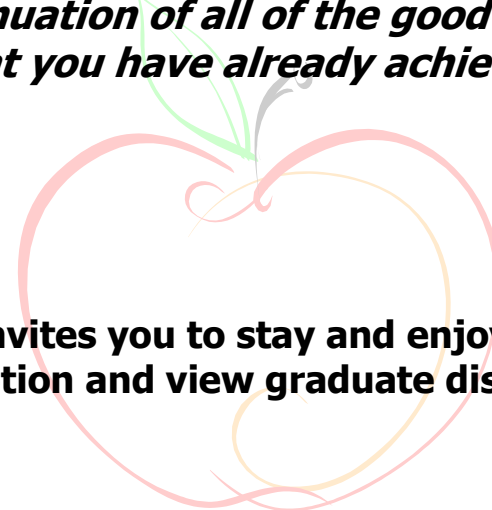 nuation of all of the good
t you have already achie
nvites you to stay and enjoy
tion and view graduate dis